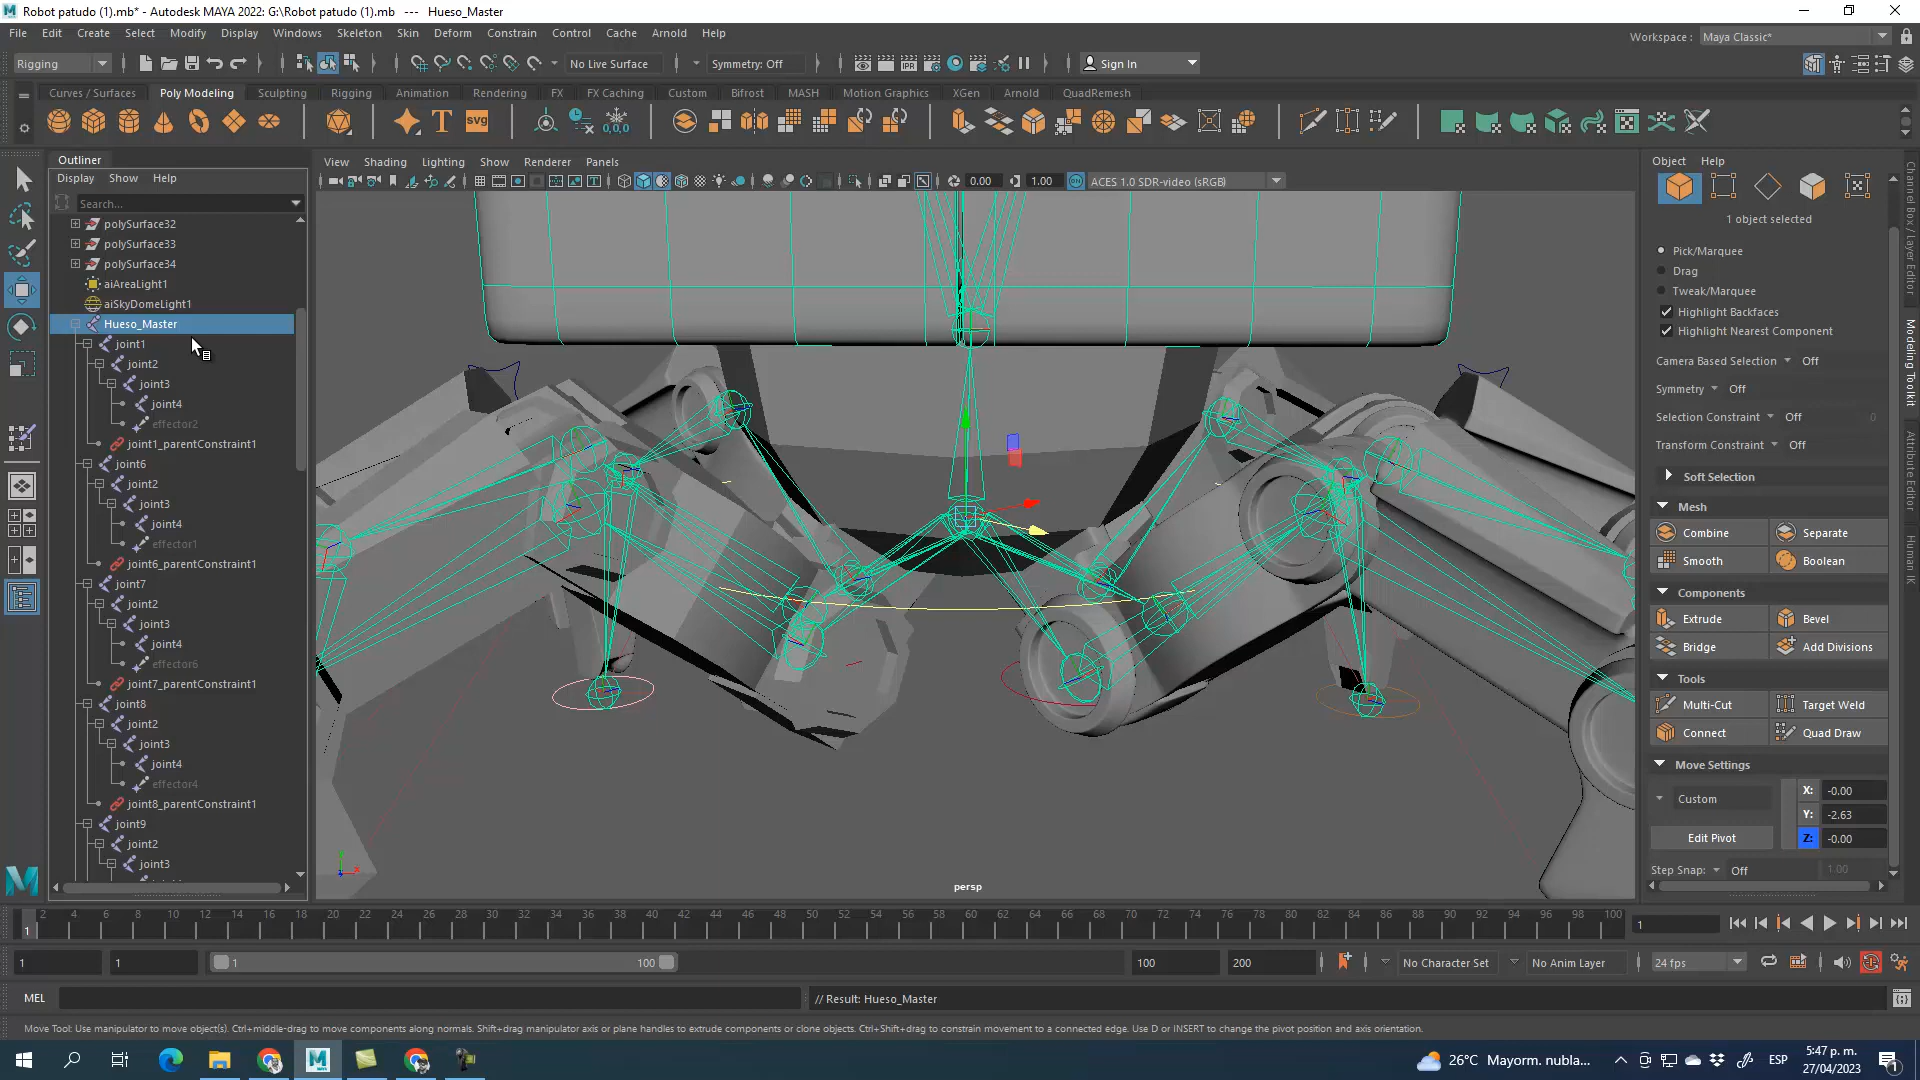 Robot patudo (1).mb* - Autodesk MAYA 2022: G:\Robot patudo (1).mb --- Hueso_Master
File Edit Create Select Modify Display Windows Skeleton Skin Deform Constrain Control Cache Arnold Help
Workspace : Maya Classic*
Rigging No Live Surface Symmetry: Off Sign In
Curves / Surfaces Poly Modeling Sculpting Rigging Animation Rendering FX FX Caching Custom Bifrost MASH Motion Graphics XGen Arnold QuadRemesh
T svg 0,0,0
Outliner
Display Show Help
Search...
polySurface32
polySurface33
polySurface34
aiAreaLight1
aiSkyDomeLight1
Hueso_Master
joint1
joint2
joint3
joint4
effector2
joint1_parentConstraint1
joint6
joint2
joint3
joint4
effector1
joint6_parentConstraint1
joint7
joint2
joint3
joint4
effector6
joint7_parentConstraint1
joint8
joint2
joint3
joint4
effector4
joint8_parentConstraint1
joint9
joint2
joint3
View Shading Lighting Show Renderer Panels
0.00 1.00 ACES 1.0 SDR-video (sRGB)
persp
Object Help
1 object selected
Pick/Marquee
Drag
Tweak/Marquee
Highlight Backfaces
Highlight Nearest Component
Camera Based Selection Off
Symmetry Off
Selection Constraint Off 0
Transform Constraint Off
Soft Selection
Mesh
Combine Separate
Smooth Boolean
Components
Extrude Bevel
Bridge Add Divisions
Tools
Multi-Cut Target Weld
Connect Quad Draw
Move Settings
Custom X: -0.00
Y: -2.63
Edit Pivot Z: -0.00
Step Snap: Off 1.00
Channel Box / Layer Editor
Modeling Toolkit
Attribute Editor
Human IK
2 4 6 8 10 12 14 16 18 20 22 24 26 28 30 32 34 36 38 40 42 44 46 48 50 52 54 56 58 60 62 64 66 68 70 72 74 76 78 80 82 84 86 88 90 92 94 96 98 100
1 1
1 1 1 100 100 200 No Character Set No Anim Layer 24 fps
MEL // Result: Hueso_Master
Move Tool: Use manipulator to move object(s). Ctrl+middle-drag to move components along normals. Shift+drag manipulator axis or plane handles to extrude components or clone objects. Ctrl+Shift+drag to constrain movement to a connected edge. Use D or INSERT to change the pivot position and axis orientation.
26°C Mayorm. nubla... ESP 5:47 p. m.
27/04/2023
1